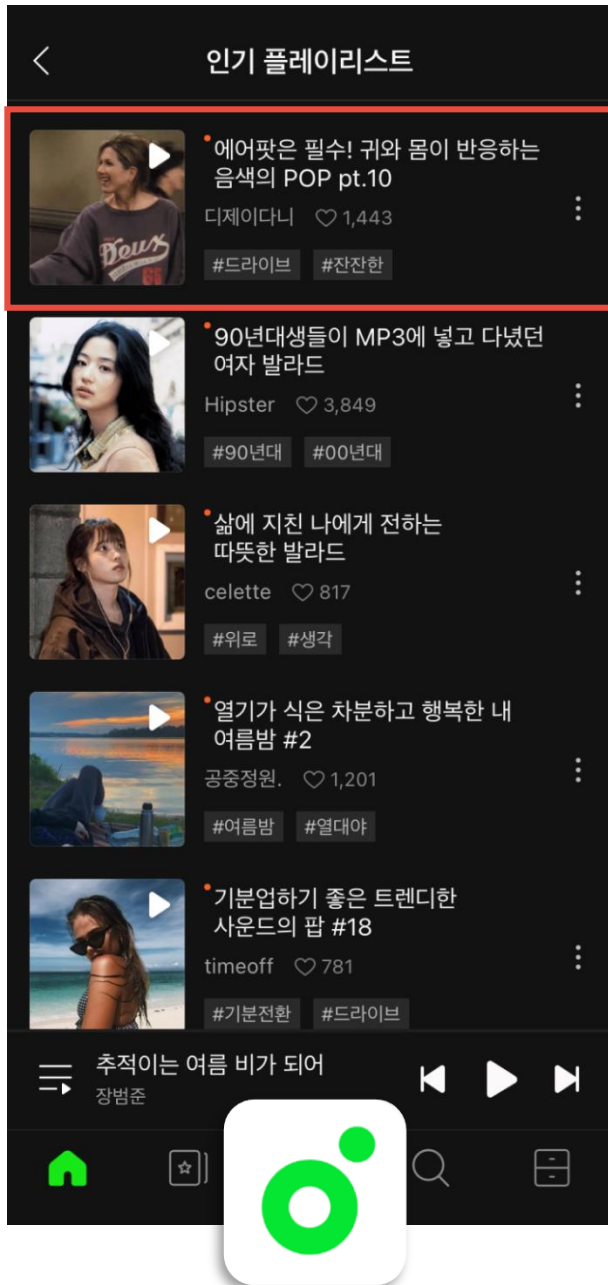 인기 플레이리스트
에어팟은 필수! 귀와 몸이 반응하는
음색의 POP pt.10
디제이다니 1,443
#드라이브 #잔잔한
Deux
90년대생들이 MP3에 넣고 다녔던
여자 발라드
Hipster 3,849
#90년대 #00년대
삶에 지친 나에게 전하는
따뜻한 발라드
celette 817
#위로 #생각
열기가 식은 차분하고 행복한 내
여름밤 #2
공중정원. 1,201
#여름밤 #열대야
기분업하기 좋은 트렌디한
사운드의 팝 #18
timeoff 781
#기분전환 #드라이브
추적이는 여름 비가 되어
장범준